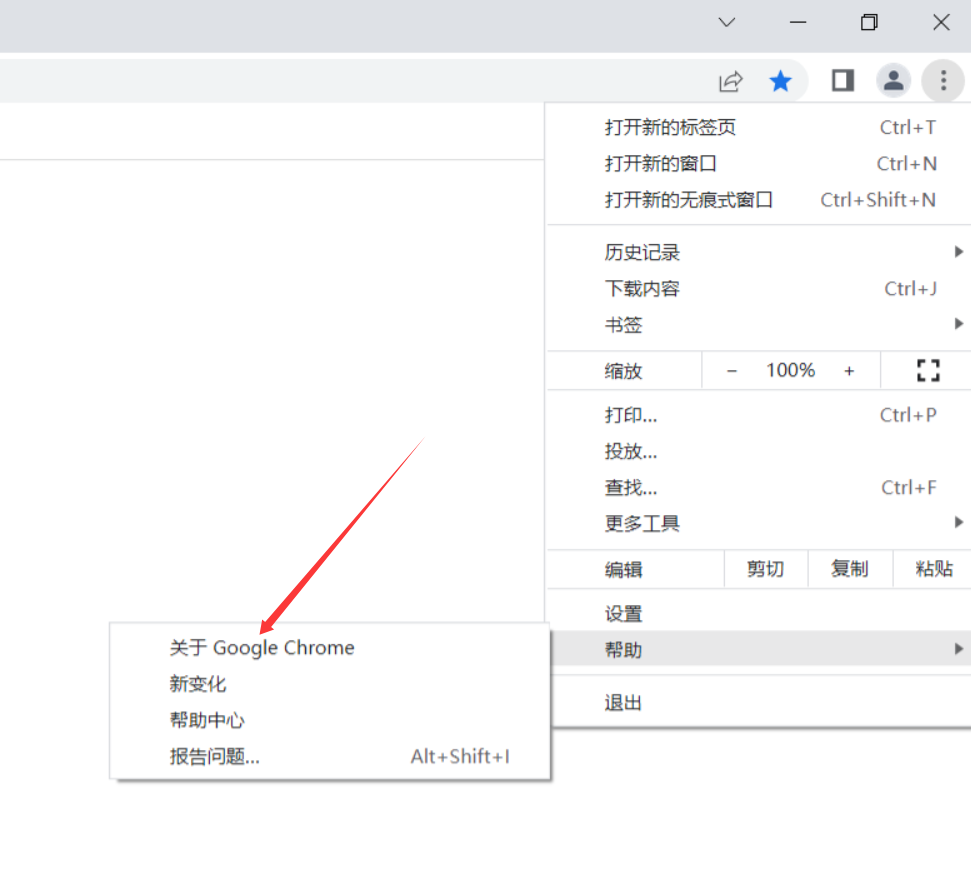 打开新的标签页 Ctrl+T
打开新的窗口 Ctrl+N
打开新的无痕式窗口 Ctrl+Shift+N
历史记录
下载内容 Ctrl+J
书签
缩放 − 100% +
打印... Ctrl+P
投放...
查找... Ctrl+F
更多工具
编辑 剪切 复制 粘贴
设置
帮助
退出
关于 Google Chrome
新变化
帮助中心
报告问题... Alt+Shift+I